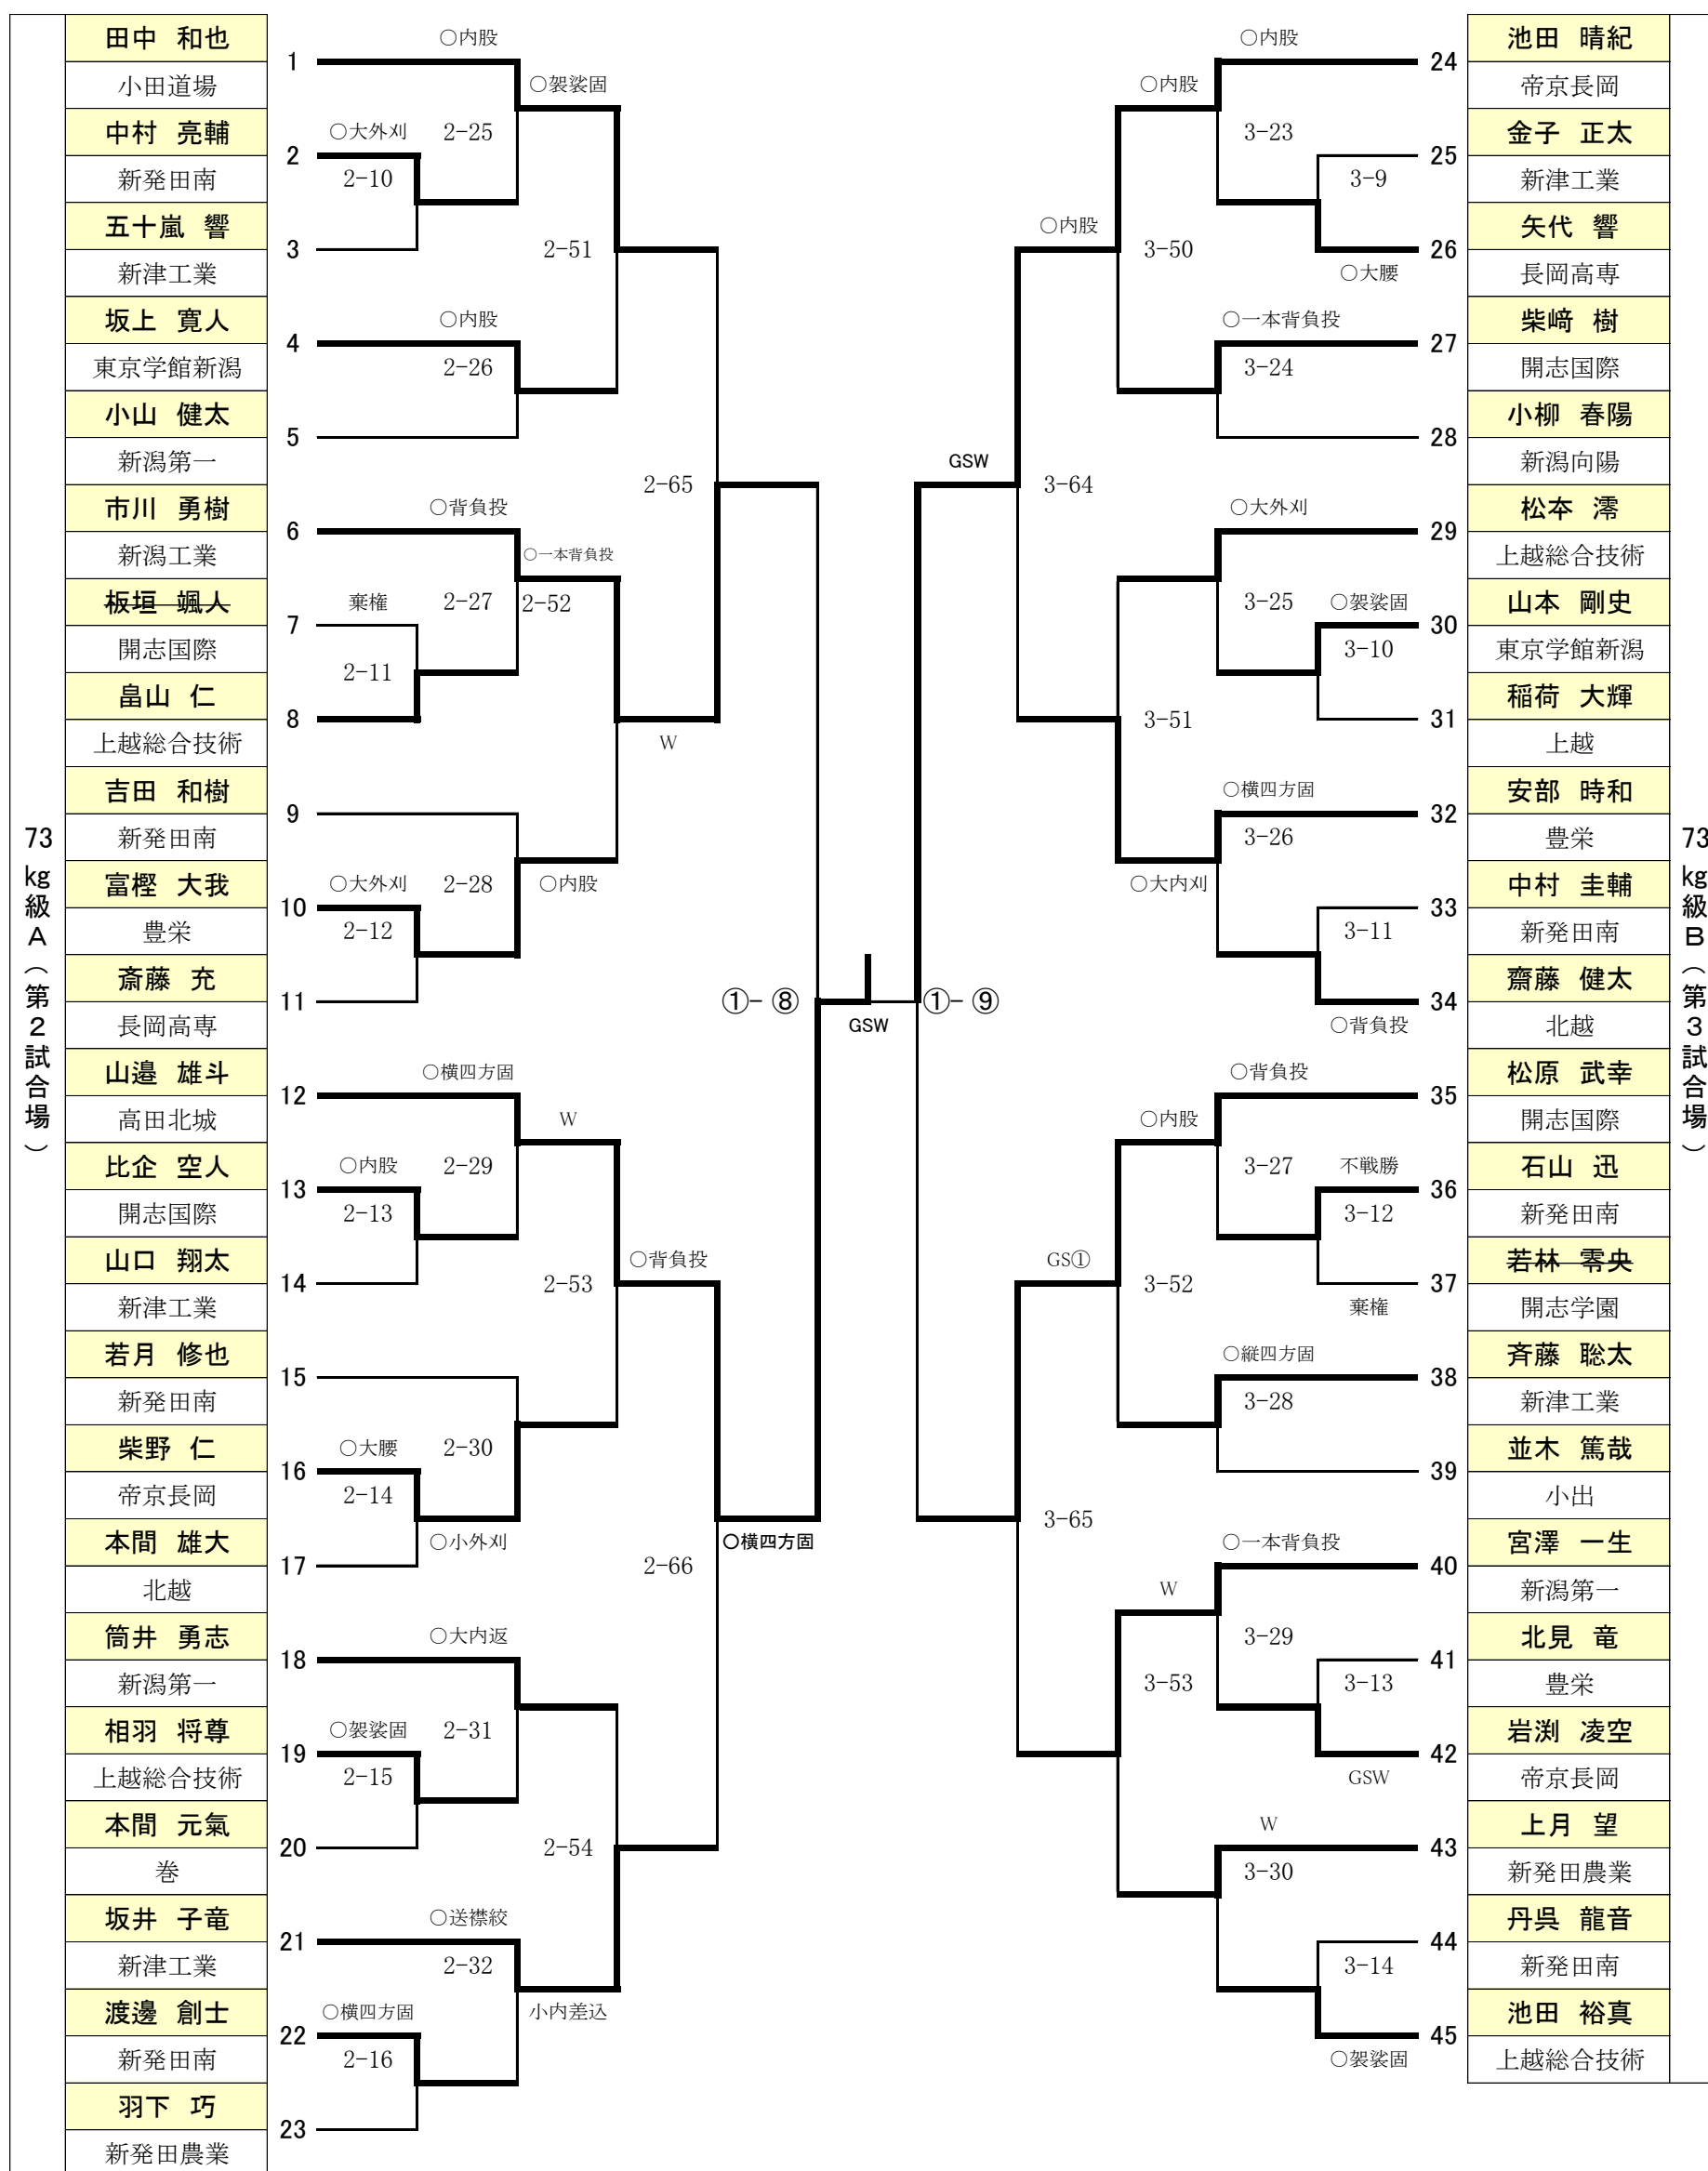 73kg級A（第2試合場）
田中 和也
小田道場
1
○内股
中村 亮輔
新発田南
2
○大外刈
2-10
2-25
○袈裟固
五十嵐 響
新津工業
3
2-51
坂上 寛人
東京学館新潟
4
○内股
2-26
小山 健太
新潟第一
5
2-65
市川 勇樹
新潟工業
6
○背負投
○一本背負投
板垣 颯人
開志国際
7
棄権
2-27
2-52
2-11
畠山 仁
上越総合技術
8
W
吉田 和樹
新発田南
9
富樫 大我
豊栄
10
○大外刈
2-28
○内股
2-12
斎藤 充
長岡高専
11
①-⑧
GSW
①-⑨
山邉 雄斗
高田北城
12
○横四方固
W
比企 空人
開志国際
13
○内股
2-29
2-13
山口 翔太
新津工業
14
2-53
○背負投
若月 修也
新発田南
15
柴野 仁
帝京長岡
16
○大腰
2-30
2-14
本間 雄大
北越
17
○小外刈
2-66
○横四方固
筒井 勇志
新潟第一
18
○大内返
相羽 将尊
上越総合技術
19
○袈裟固
2-31
2-15
本間 元氣
巻
20
2-54
坂井 子竜
新津工業
21
○送襟絞
2-32
渡邊 創士
新発田南
22
○横四方固
小内差込
2-16
羽下 巧
新発田農業
23
○内股
24
池田 晴紀
帝京長岡
○内股
3-23
25
金子 正太
新津工業
3-9
○内股
3-50
26
矢代 響
長岡高専
○大腰
○一本背負投
27
柴﨑 樹
開志国際
3-24
28
小柳 春陽
新潟向陽
GSW
3-64
○大外刈
29
松本 澪
上越総合技術
3-25
○袈裟固
30
山本 剛史
東京学館新潟
3-10
3-51
31
稲荷 大輝
上越
○横四方固
32
安部 時和
豊栄
3-26
○大内刈
33
中村 圭輔
新発田南
3-11
34
齋藤 健太
北越
○背負投
○背負投
35
松原 武幸
開志国際
○内股
3-27
不戦勝
36
石山 迅
新発田南
3-12
GS①
3-52
37
若林 零央
開志学園
棄権
○縦四方固
38
斉藤 聡太
新津工業
3-28
39
並木 篤哉
小出
3-65
○一本背負投
40
宮澤 一生
新潟第一
W
3-29
41
北見 竜
豊栄
3-53
3-13
42
岩渕 凌空
帝京長岡
GSW
W
43
上月 望
新発田農業
3-30
44
丹呉 龍音
新発田南
3-14
45
池田 裕真
上越総合技術
○袈裟固
73kg級B（第3試合場）